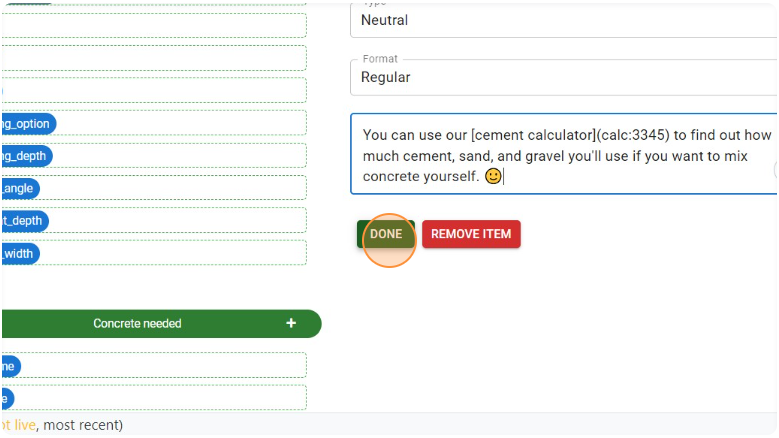 Type
Neutral
Format
Regular
You can use our [cement calculator](calc:3345) to find out how
much cement, sand, and gravel you'll use if you want to mix
concrete yourself. 🙂
DONE
REMOVE ITEM
ng_option
ng_depth
_angle
t_depth
_width
Concrete needed +
ne
e
ot live, most recent)